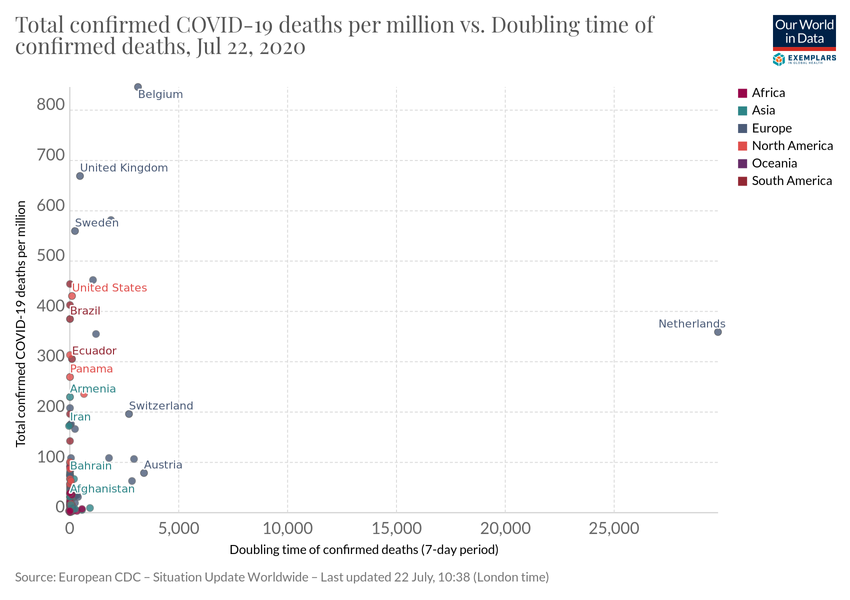 Total confirmed COVID-19 deaths per million vs. Doubling time of
confirmed deaths, Jul 22, 2020
Our World
in Data
EXEMPLARS
IN GLOBAL HEALTH
Africa
Asia
Europe
North America
Oceania
South America
Total confirmed COVID-19 deaths per million
800
700
600
500
400
300
200
100
0
Belgium
United Kingdom
Sweden
United States
Brazil
Netherlands
Ecuador
Panama
Armenia
Switzerland
Iran
Bahrain
Austria
Afghanistan
0
5,000
10,000
15,000
20,000
25,000
Doubling time of confirmed deaths (7-day period)
Source: European CDC – Situation Update Worldwide – Last updated 22 July, 10:38 (London time)